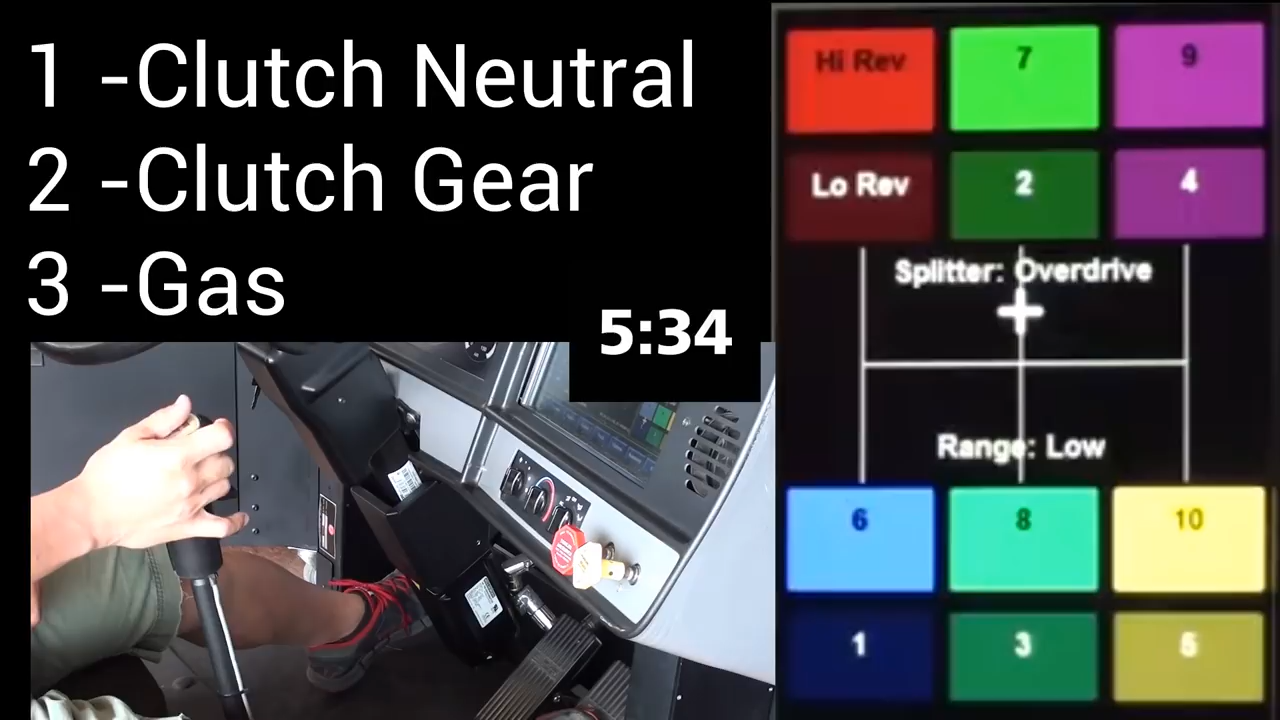 1 -Clutch Neutral
2 -Clutch Gear
3 -Gas
5:34
Hi Rev 7 9
Lo Rev 2 4
Splitter: Overdrive
Range: Low
6 8 10
1 3 5